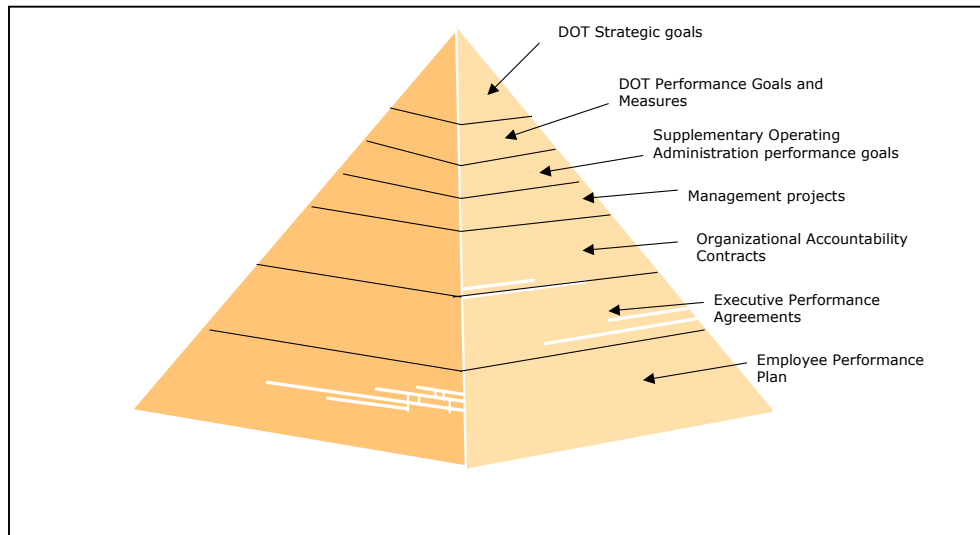 DOT Strategic goals
DOT Performance Goals and
Measures
Supplementary Operating
Administration performance goals
Management projects
Organizational Accountability
Contracts
Executive Performance
Agreements
Employee Performance
Plan